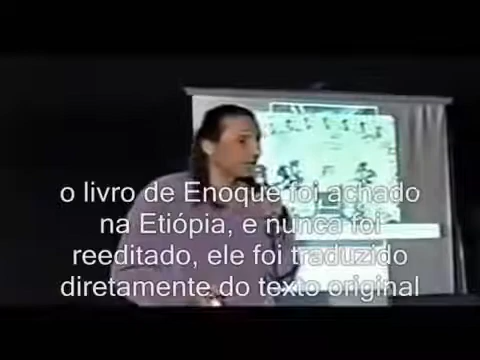 o livro de Enoque foi achado
na Etiópia, e nunca foi
reeditado, ele foi traduzido
diretamente do texto original